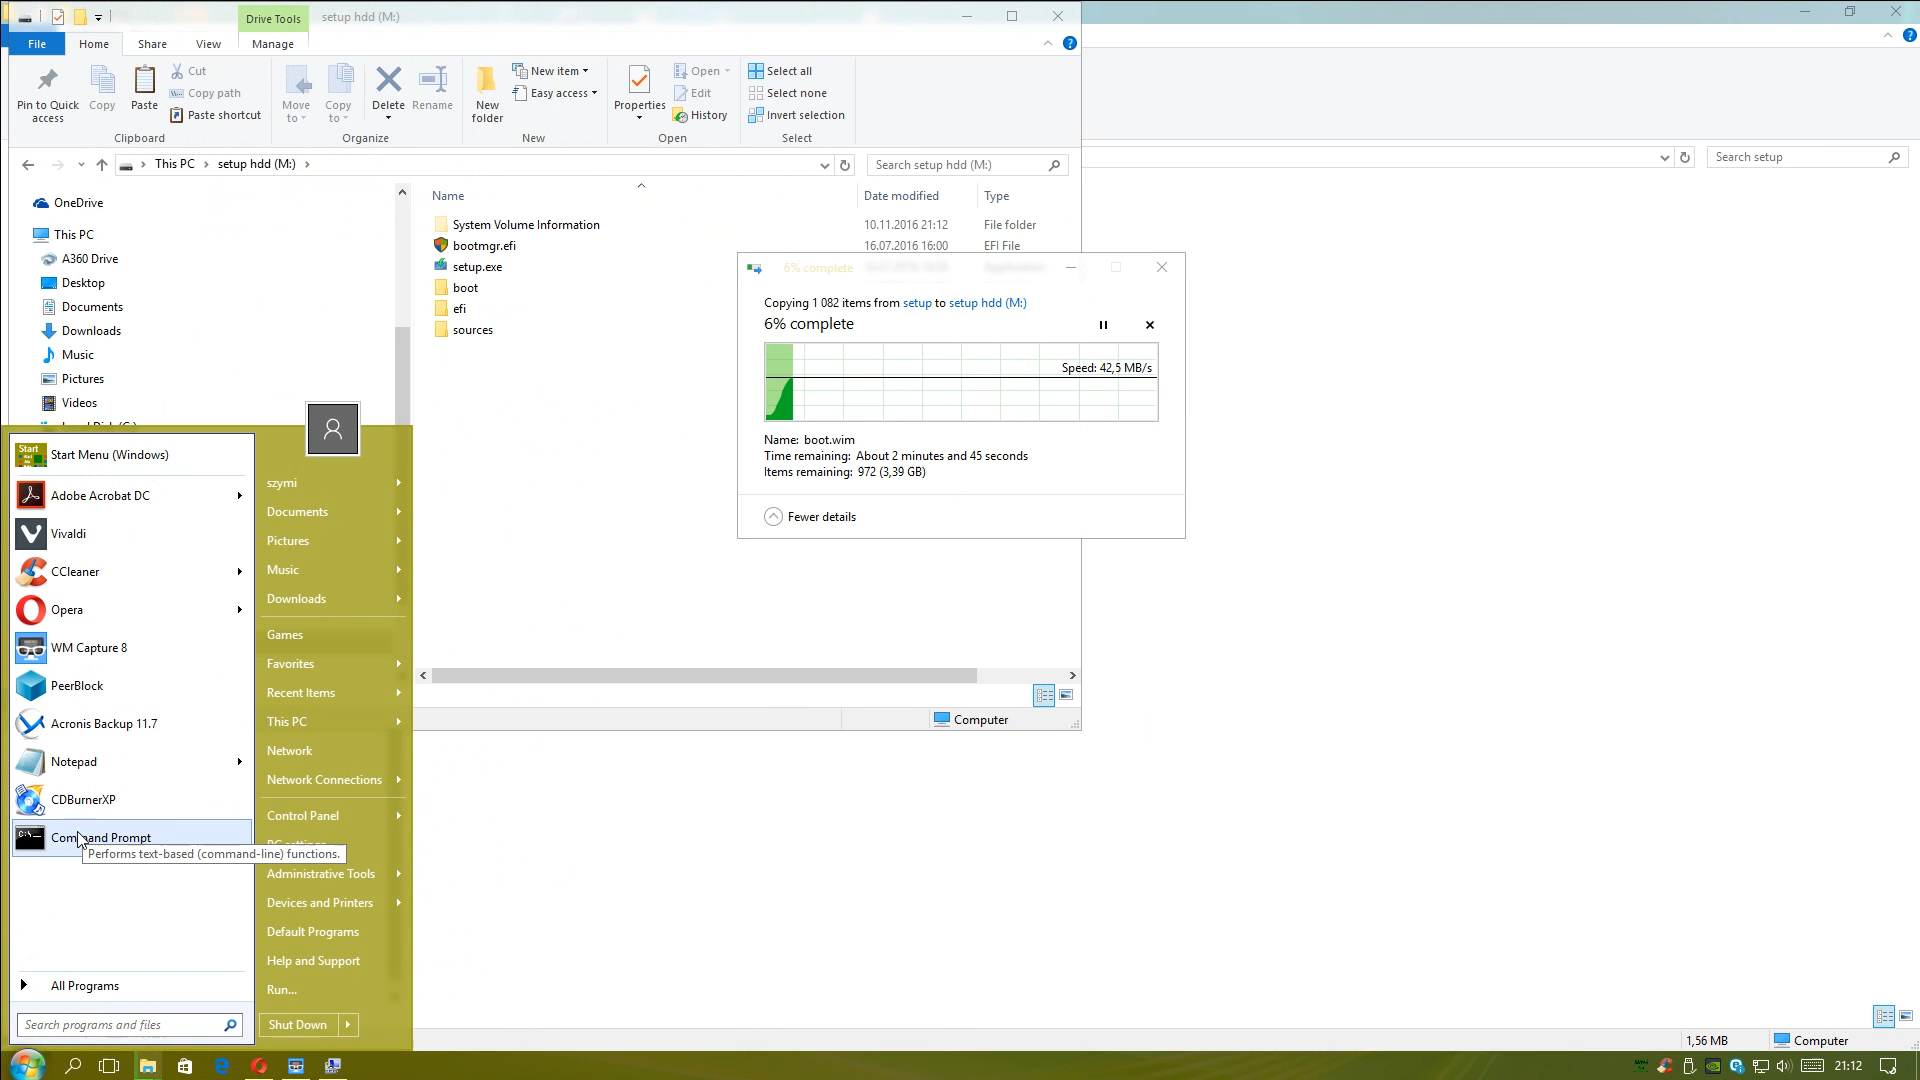 Drive Tools
setup hdd (M:)
File
Home
Share
View
Manage
Pin to Quick access
Copy
Paste
Cut
Copy path
Paste shortcut
Clipboard
Move to
Copy to
Delete
Rename
Organize
New folder
New item
Easy access
New
Properties
Open
Edit
History
Open
Select all
Select none
Invert selection
Select
This PC
setup hdd (M:)
Search setup hdd (M:)
Search setup
OneDrive
This PC
A360 Drive
Desktop
Documents
Downloads
Music
Pictures
Videos
Name
Date modified
Type
System Volume Information
10.11.2016 21:12
File folder
bootmgr.efi
16.07.2016 16:00
EFI File
setup.exe
boot
efi
sources
6% complete
Copying 1 082 items from setup to setup hdd (M:)
6% complete
Speed: 42,5 MB/s
Name: boot.wim
Time remaining: About 2 minutes and 45 seconds
Items remaining: 972 (3,39 GB)
Fewer details
Computer
Start
Start Menu (Windows)
Adobe Acrobat DC
Vivaldi
CCleaner
Opera
WM Capture 8
PeerBlock
Acronis Backup 11.7
Notepad
CDBurnerXP
Command Prompt
Performs text-based (command-line) functions.
All Programs
Search programs and files
szymi
Documents
Pictures
Music
Downloads
Games
Favorites
Recent Items
This PC
Network
Network Connections
Control Panel
Administrative Tools
Devices and Printers
Default Programs
Help and Support
Run...
Shut Down
1,56 MB
Computer
21:12